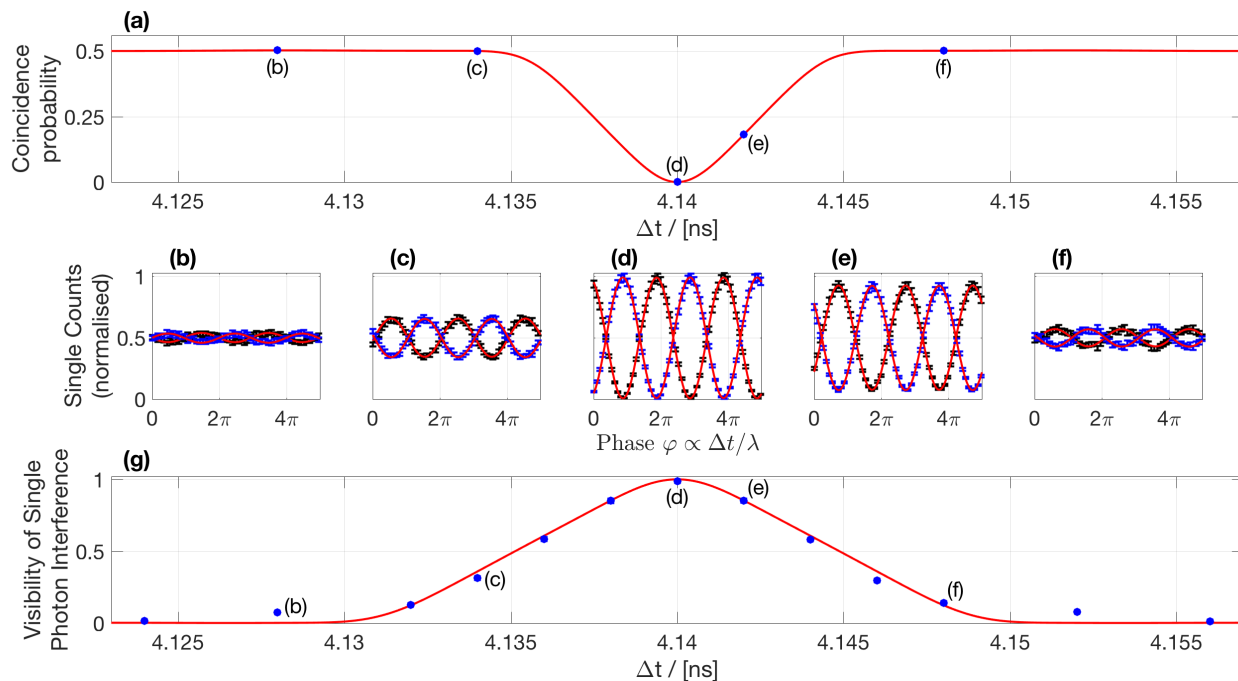 (a)
Coincidence
probability
0.5
0.25
0
(b)
(c)
(d)
(e)
(f)
4.125 4.13 4.135 4.14 4.145 4.15 4.155
Δt / [ns]
(b) (c) (d) (e) (f)
Single Counts
(normalised)
1
0.5
0
0 2π 4π 0 2π 4π 0 2π 4π 0 2π 4π 0 2π 4π
Phase φ ∝ Δt/λ
(g)
Visibility of Single
Photon Interference
1
0.5
0
(b)
(c)
(d)
(e)
(f)
4.125 4.13 4.135 4.14 4.145 4.15 4.155
Δt / [ns]